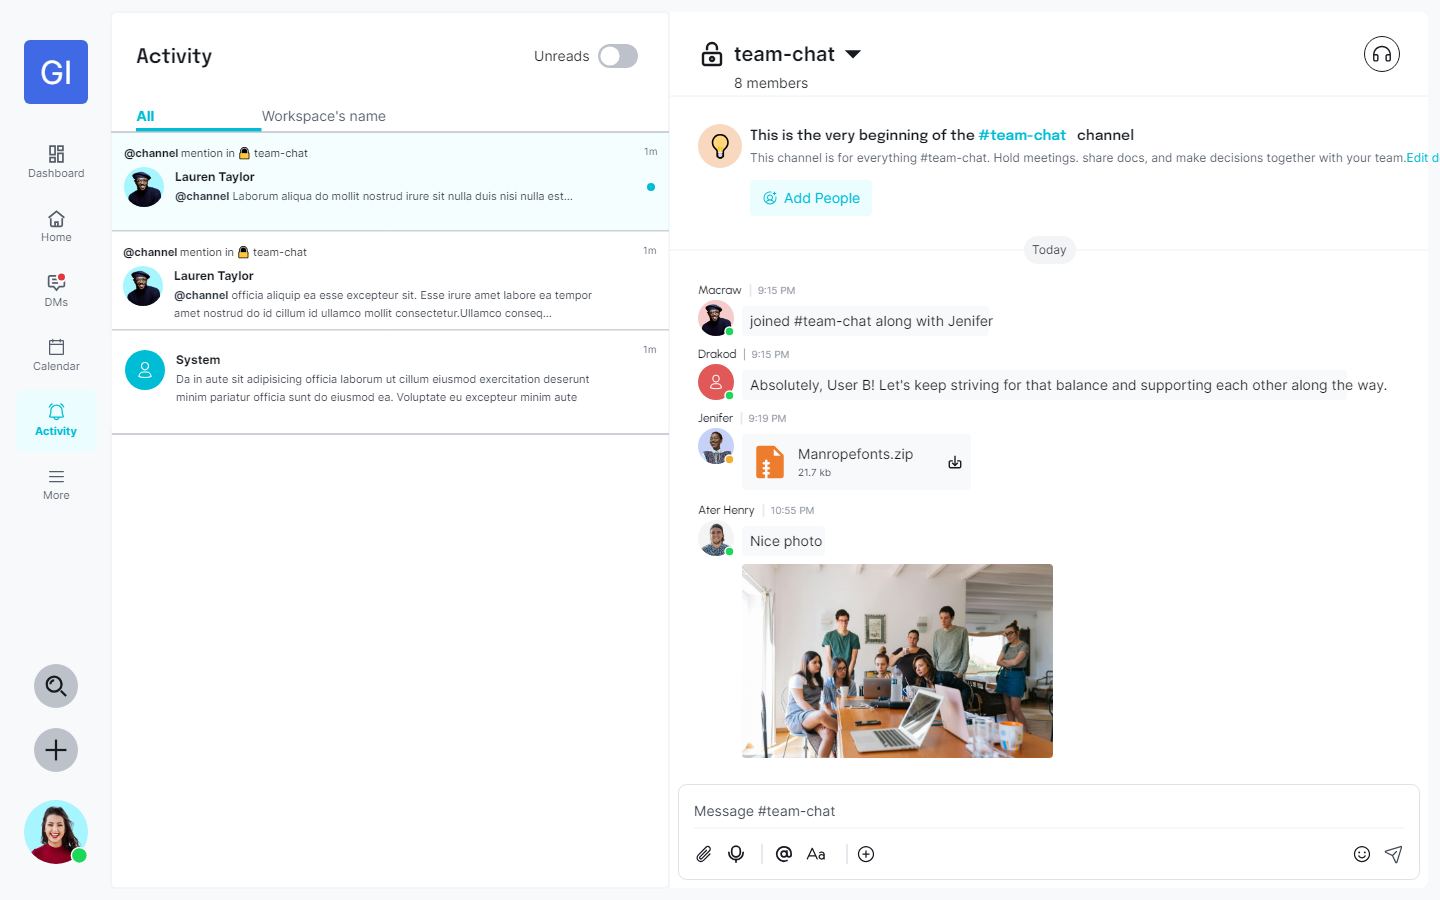 GI
Dashboard
Home
DMs
Calendar
Activity
More
Activity
Unreads
All
Workspace's name
@channel mention in team-chat
1m
Lauren Taylor
@channel Laborum aliqua do mollit nostrud irure sit nulla duis nisi nulla est...
@channel mention in team-chat
1m
Lauren Taylor
@channel officia aliquip ea esse excepteur sit. Esse irure amet labore ea tempor
amet nostrud do id cillum id ullamco mollit consectetur.Ullamco conseq...
1m
System
Da in aute sit adipisicing officia laborum ut cillum eiusmod exercitation deserunt
minim pariatur officia sunt do eiusmod ea. Voluptate eu excepteur minim aute
team-chat
8 members
This is the very beginning of the #team-chat channel
This channel is for everything #team-chat. Hold meetings. share docs, and make decisions together with your team.Edit d
Add People
Today
Macraw | 9:15 PM
joined #team-chat along with Jenifer
Drakod | 9:15 PM
Absolutely, User B! Let's keep striving for that balance and supporting each other along the way.
Jenifer | 9:19 PM
Manropefonts.zip
21.7 kb
Ater Henry | 10:55 PM
Nice photo
Message #team-chat
@ Aa